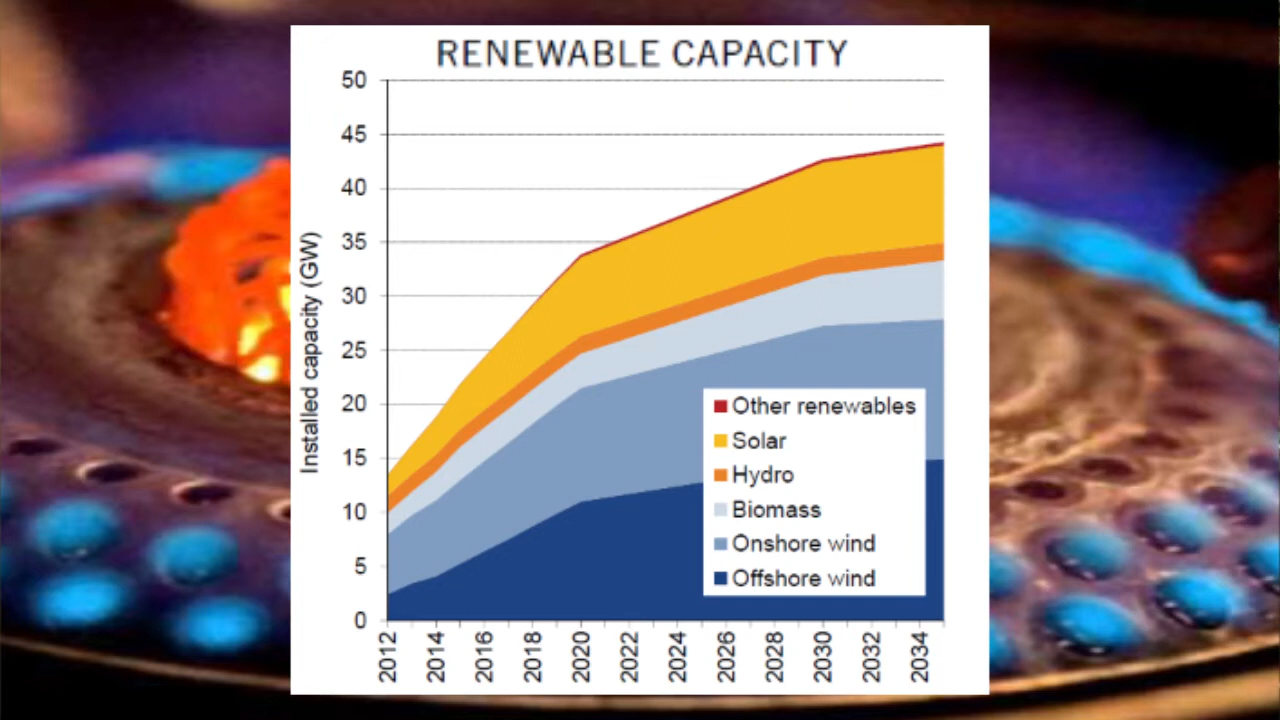 RENEWABLE CAPACITY
50
45
40
35
30
25
20
15
10
5
0
Installed capacity (GW)
Other renewables
Solar
Hydro
Biomass
Onshore wind
Offshore wind
2012 2014 2016 2018 2020 2022 2024 2026 2028 2030 2032 2034